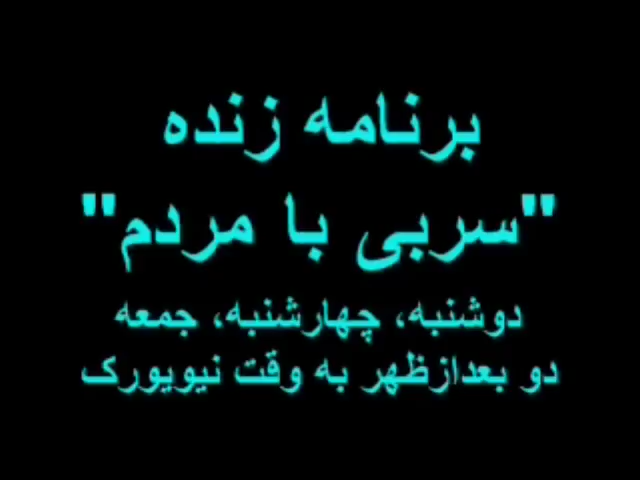 برنامه زنده
"سربی با مردم"
دوشنبه، چهارشنبه، جمعه
دو بعدازظهر به وقت نیویورک